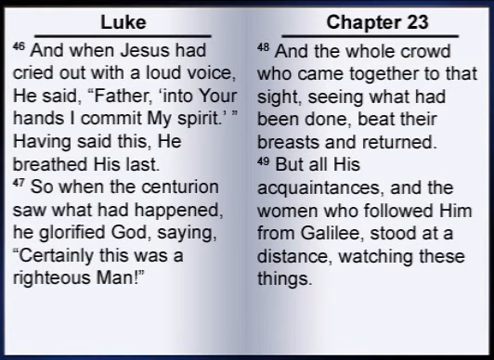 Luke
46 And when Jesus had
cried out with a loud voice,
He said, “Father, ‘into Your
hands I commit My spirit.’ ”
Having said this, He
breathed His last.
47 So when the centurion
saw what had happened,
he glorified God, saying,
“Certainly this was a
righteous Man!”
Chapter 23
48 And the whole crowd
who came together to that
sight, seeing what had
been done, beat their
breasts and returned.
49 But all His
acquaintances, and the
women who followed Him
from Galilee, stood at a
distance, watching these
things.